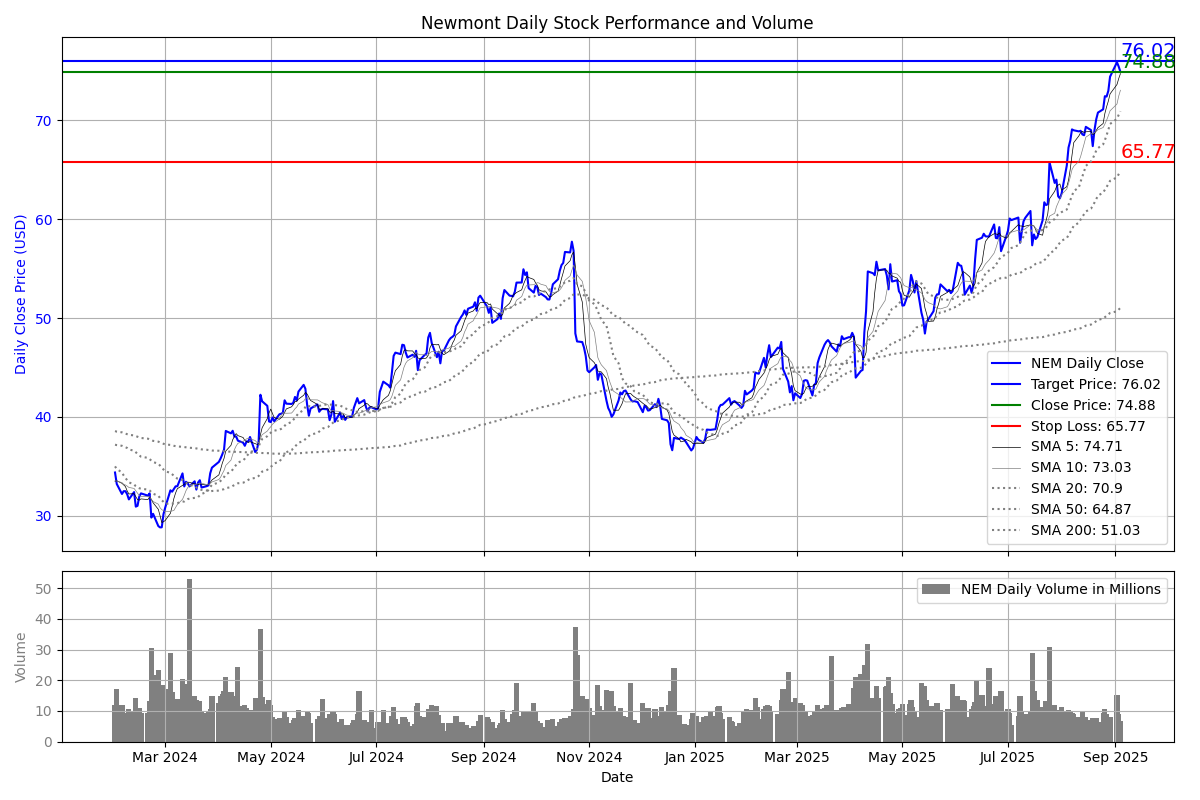 Newmont Daily Stock Performance and Volume
76.02
74.88
65.77
Daily Close Price (USD)
70
60
50
40
30
NEM Daily Close
Target Price: 76.02
Close Price: 74.88
Stop Loss: 65.77
SMA 5: 74.71
SMA 10: 73.03
SMA 20: 70.9
SMA 50: 64.87
SMA 200: 51.03
Volume
50
40
30
20
10
0
NEM Daily Volume in Millions
Mar 2024 May 2024 Jul 2024 Sep 2024 Nov 2024 Jan 2025 Mar 2025 May 2025 Jul 2025 Sep 2025
Date